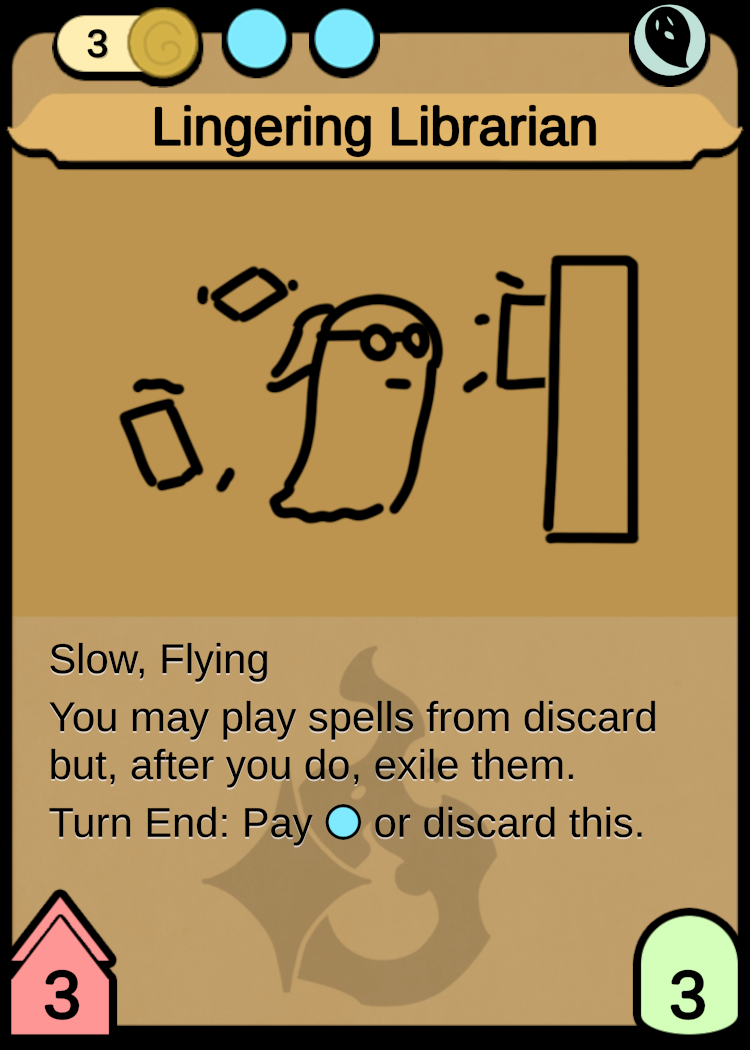 3
Lingering Librarian
Slow, Flying
You may play spells from discard
but, after you do, exile them.
Turn End: Pay or discard this.
3
3